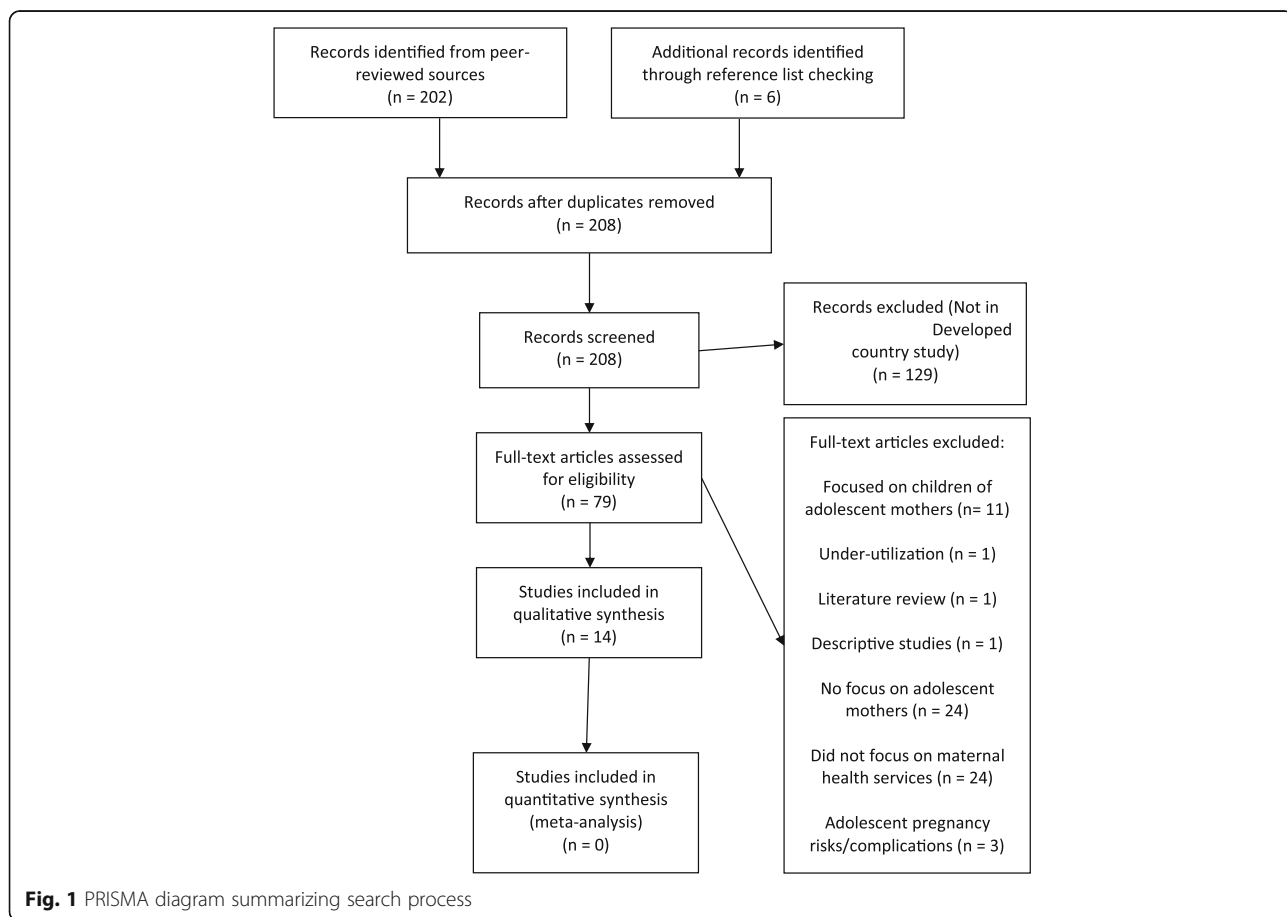 Records identified from peer-
reviewed sources
(n = 202)
Additional records identified
through reference list checking
(n = 6)
Records after duplicates removed
(n = 208)
Records screened
(n = 208)
Records excluded (Not in
Developed
country study)
(n = 129)
Full-text articles assessed
for eligibility
(n = 79)
Full-text articles excluded:
Focused on children of
adolescent mothers (n= 11)
Under-utilization (n = 1)
Literature review (n = 1)
Descriptive studies (n = 1)
No focus on adolescent
mothers (n = 24)
Did not focus on maternal
health services (n = 24)
Adolescent pregnancy
risks/complications (n = 3)
Studies included in
qualitative synthesis
(n = 14)
Studies included in
quantitative synthesis
(meta-analysis)
(n = 0)
Fig. 1 PRISMA diagram summarizing search process